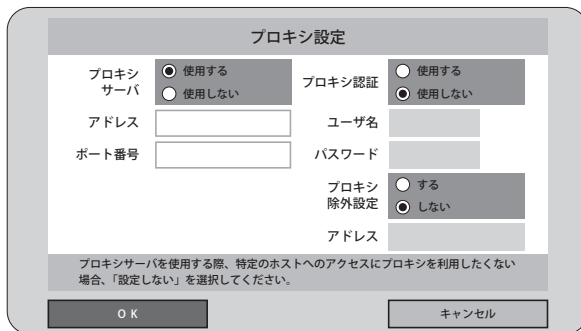 プロキシ設定
プロキシ
サーバ
使用する
使用しない
アドレス
ポート番号
プロキシ認証
使用する
使用しない
ユーザ名
パスワード
プロキシ
除外設定
する
しない
アドレス
プロキシサーバを使用する際、特定のホストへのアクセスにプロキシを利用したくない
場合、「設定しない」を選択してください。
OK
キャンセル